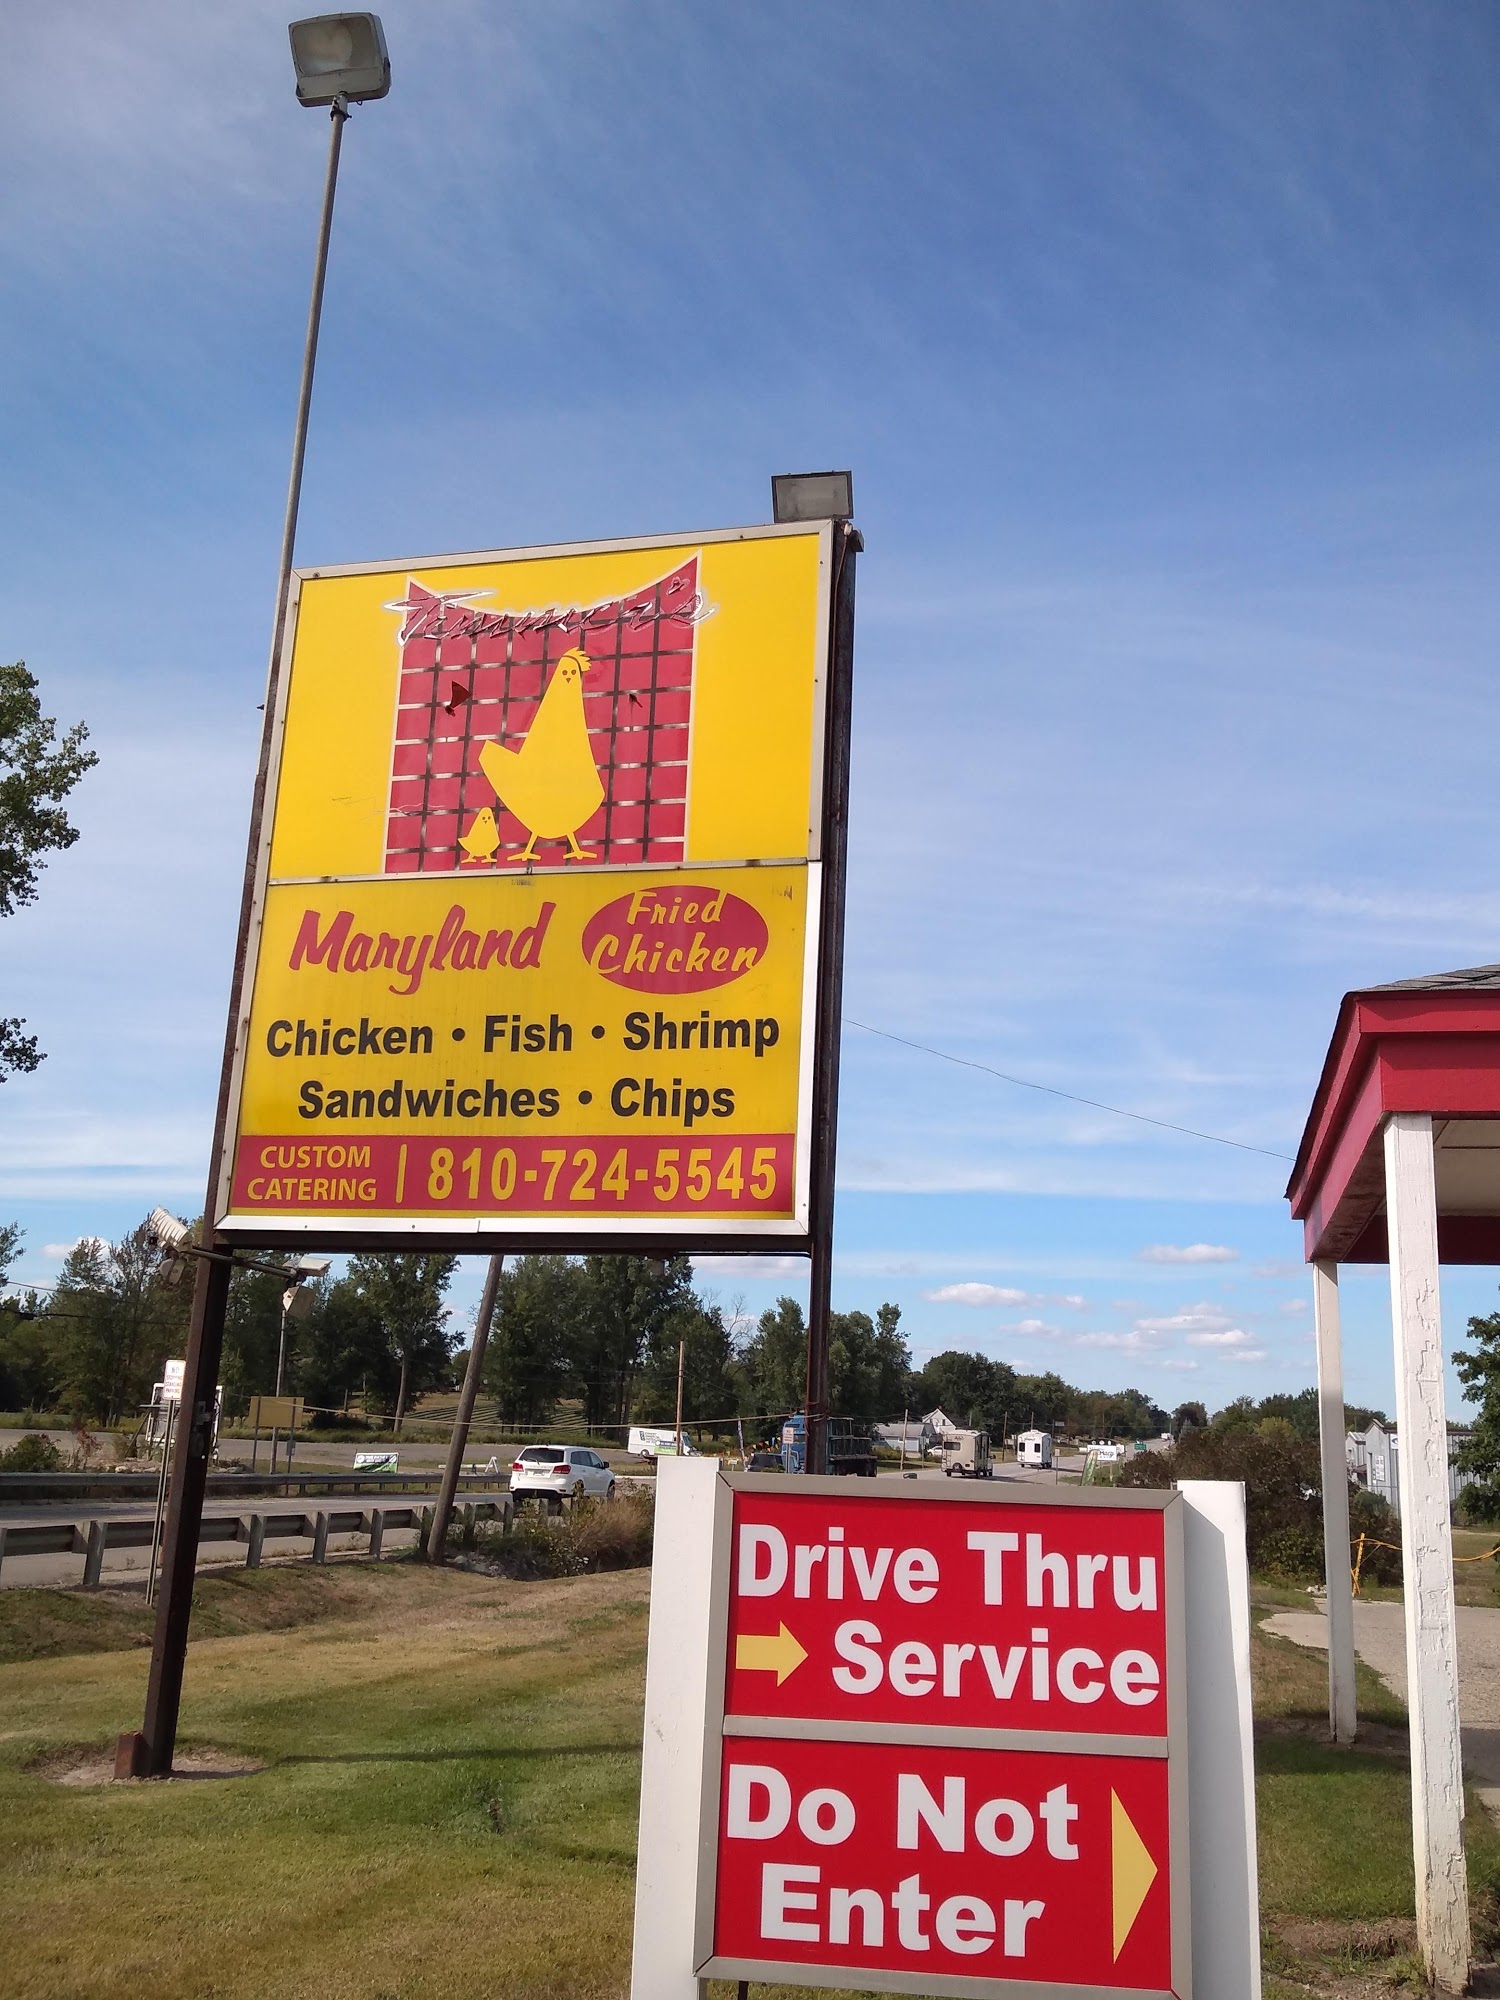 Maryland Fried
Chicken
Chicken • Fish • Shrimp
Sandwiches • Chips
CUSTOM
CATERING | 810-724-5545
Drive Thru
Service
Do Not
Enter